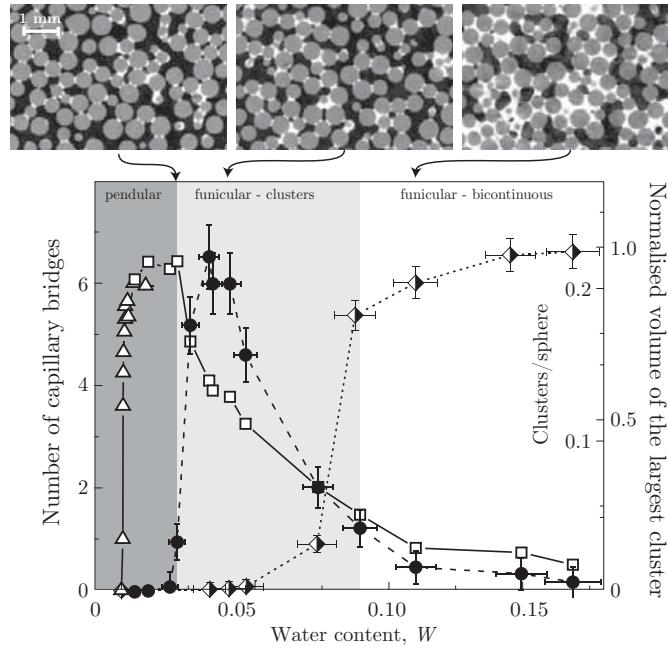 1 mm
pendular
funicular - clusters
funicular - bicontinuous
Number of capillary bridges
6
4
2
0
Clusters/sphere
0.2
0.1
Normalised volume of the largest cluster
1.0
0.5
0
0
0.05
0.10
0.15
Water content, W